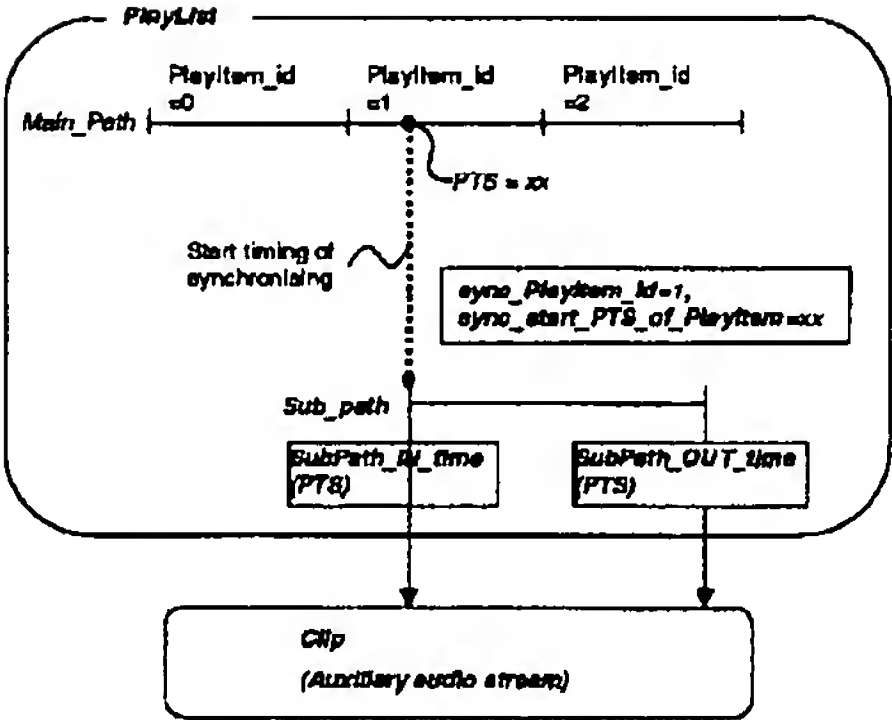 PlayList
PlayItem_id
=0
PlayItem_id
=1
PlayItem_id
=2
Main_Path
PTS = xx
Start timing of
synchronising
sync_PlayItem_id=1,
sync_start_PTS_of_PlayItem=xx
Sub_path
SubPath_IN_time
(PTS)
SubPath_OUT_time
(PTS)
Clip
(Auxiliary audio stream)